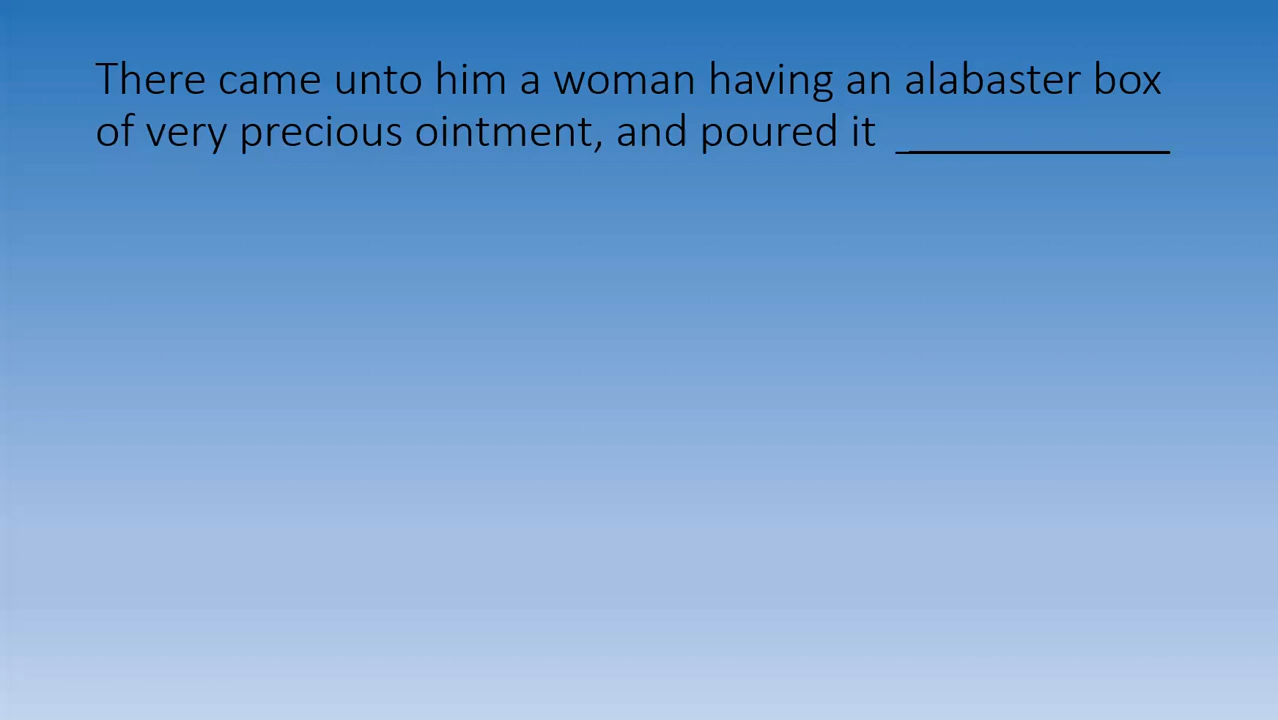 There came unto him a woman having an alabaster box
of very precious ointment, and poured it _____________